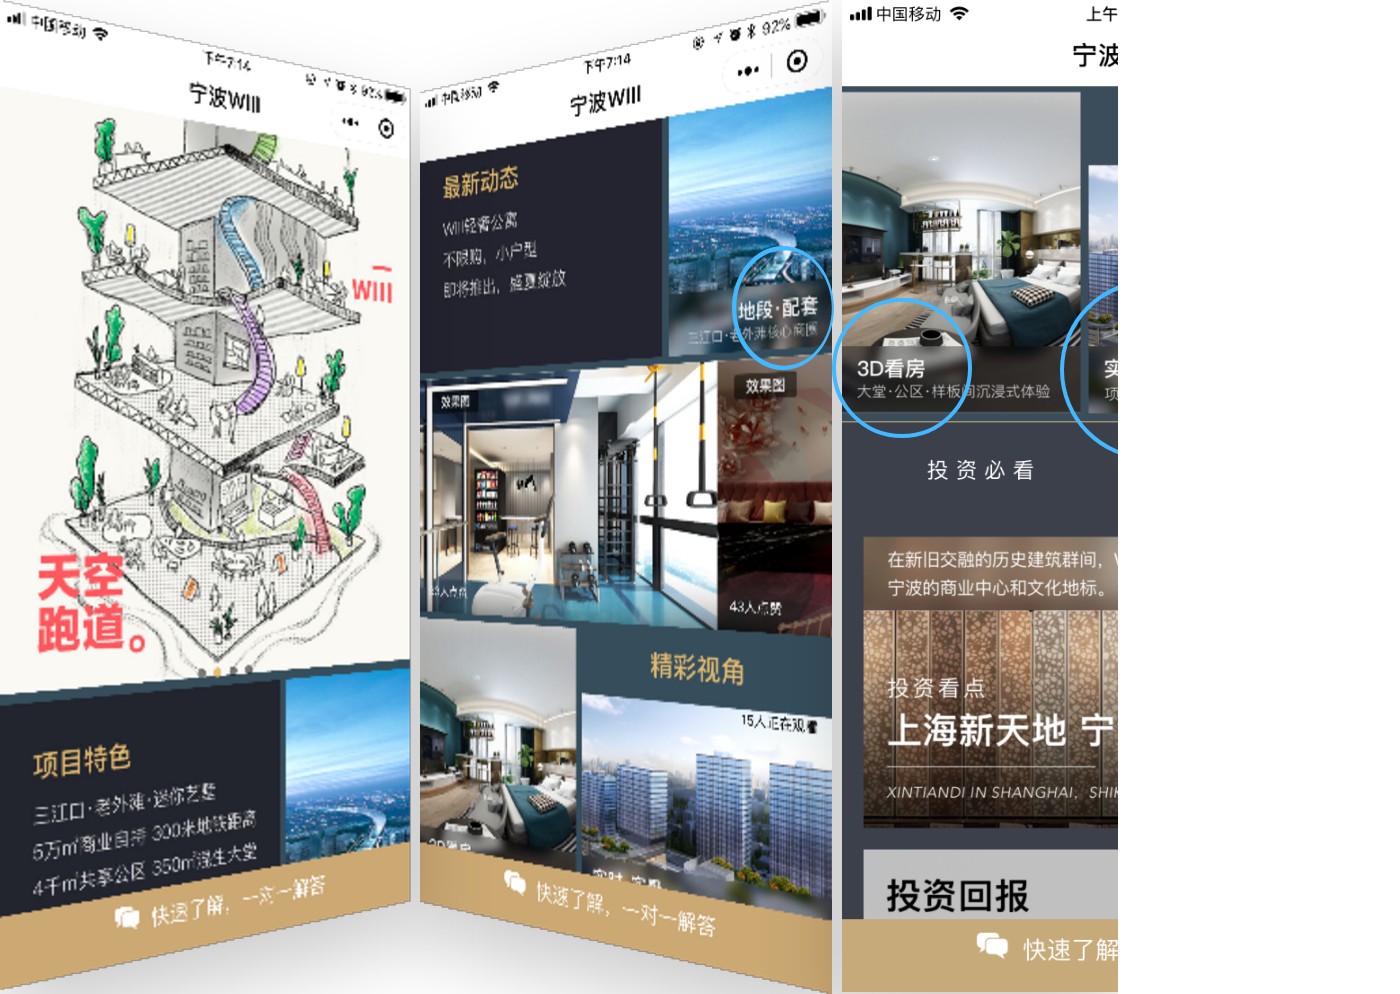 中国移动
下午7:14
92%
宁波Will
will
天空
跑道。
项目特色
三江口·老外滩·迷你艺墅
5万㎡商业自持 300米地铁距离
4千㎡共享公区 350㎡挑生大堂
快速了解，一对一解答
中国移动
下午7:14
92%
宁波Will
最新动态
Will轻奢公寓
不限购，小户型
即将推出，盛夏绽放
地段·配套
三江口·老外滩核心商圈
效果图
效果图
43人点赞
43人点赞
精彩视角
15人正在观看
3D看房
快速了解，一对一解答
中国移动
上午
宁波
3D看房
大堂·公区·样板间沉浸式体验
投资必看
在新旧交融的历史建筑群间，
宁波的商业中心和文化地标。
投资看点
上海新天地 宁
XINTIANDI IN SHANGHAI, SHI
投资回报
快速了解